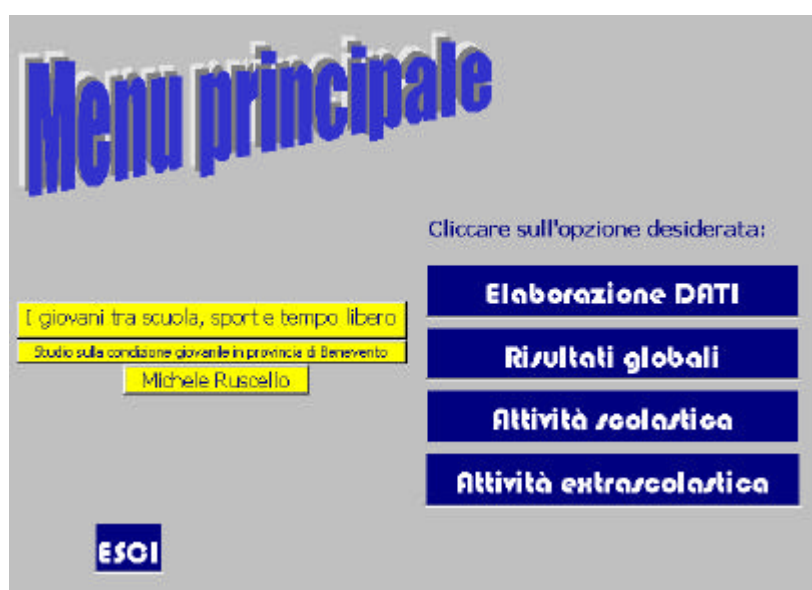 Menu principale
Cliccare sull'opzione desiderata:
Elaborazione DATI
I giovani tra scuola, sport e tempo libero
Studio sulla condizione giovanile in provincia di Benevento
Risultati globali
Michele Ruscello
Attività scolastica
Attività extrascolastica
ESCI